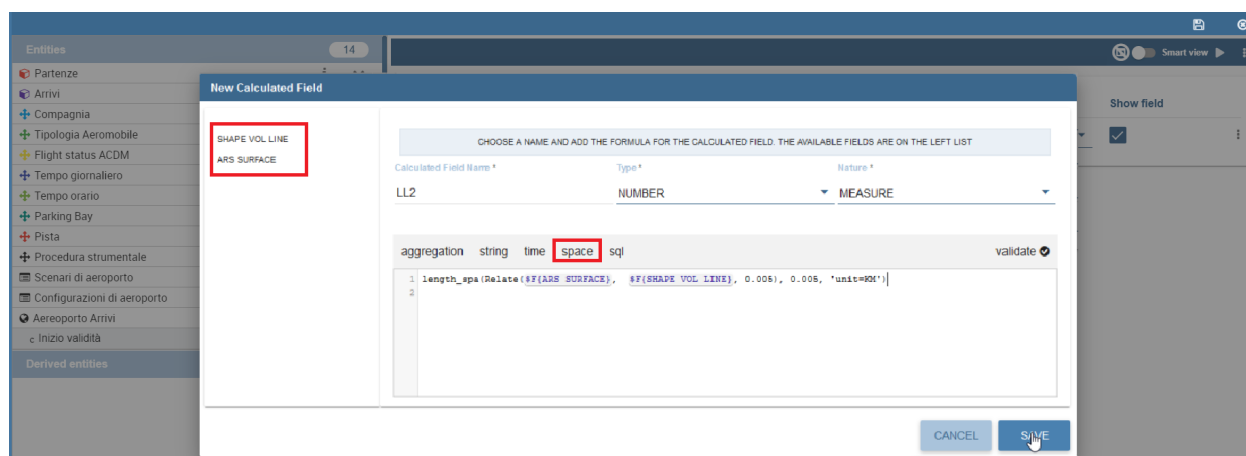 Entities 14
Smart view
Partenze
Arrivi
Compagnia
Tipologia Aeromobile
Flight status ACDM
Tempo giornaliero
Tempo orario
Parking Bay
Pista
Procedura strumentale
Scenari di aeroporto
Configurazioni di aeroporto
Aereoporto Arrivi
c Inizio validità
Derived entities
Show field
New Calculated Field
SHAPE VOL LINE
ARS SURFACE
CHOOSE A NAME AND ADD THE FORMULA FOR THE CALCULATED FIELD. THE AVAILABLE FIELDS ARE ON THE LEFT LIST
Calculated Field Name * Type * Nature *
LL2 NUMBER MEASURE
aggregation string time space sql validate
1 length_spa(Relate($F{ARS SURFACE}, $F{SHAPE VOL LINE}, 0.005), 0.005, 'unit=KM')
2
CANCEL SAVE